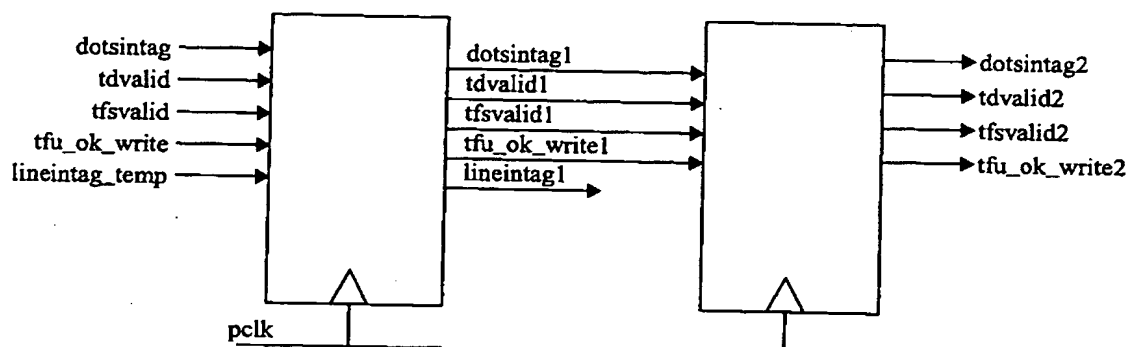 dotsintag
tdvalid
tfsvalid
tfu_ok_write
lineintag_temp
dotsintag1
tdvalid1
tfsvalid1
tfu_ok_write1
lineintag1
dotsintag2
tdvalid2
tfsvalid2
tfu_ok_write2
pclk